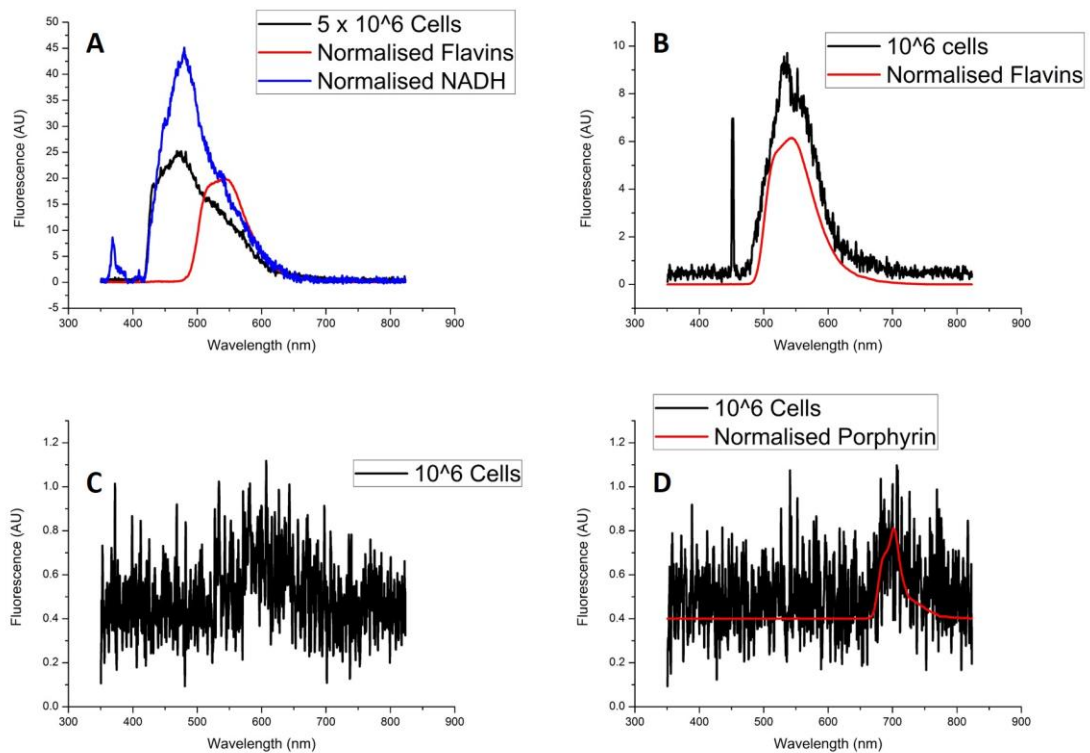 A
5 x 10^6 Cells
Normalised Flavins
Normalised NADH
Fluorescence (AU)
50
45
40
35
30
25
20
15
10
5
0
-5
300 400 500 600 700 800 900
Wavelength (nm)
B
10^6 cells
Normalised Flavins
Fluorescence (AU)
10
8
6
4
2
0
300 400 500 600 700 800 900
Wavelength (nm)
C
10^6 Cells
Fluorescence (AU)
1.2
1.0
0.8
0.6
0.4
0.2
0.0
300 400 500 600 700 800 900
Wavelength (nm)
D
10^6 Cells
Normalised Porphyrin
Fluorescence (AU)
1.2
1.0
0.8
0.6
0.4
0.2
0.0
300 400 500 600 700 800 900
Wavelength (nm)